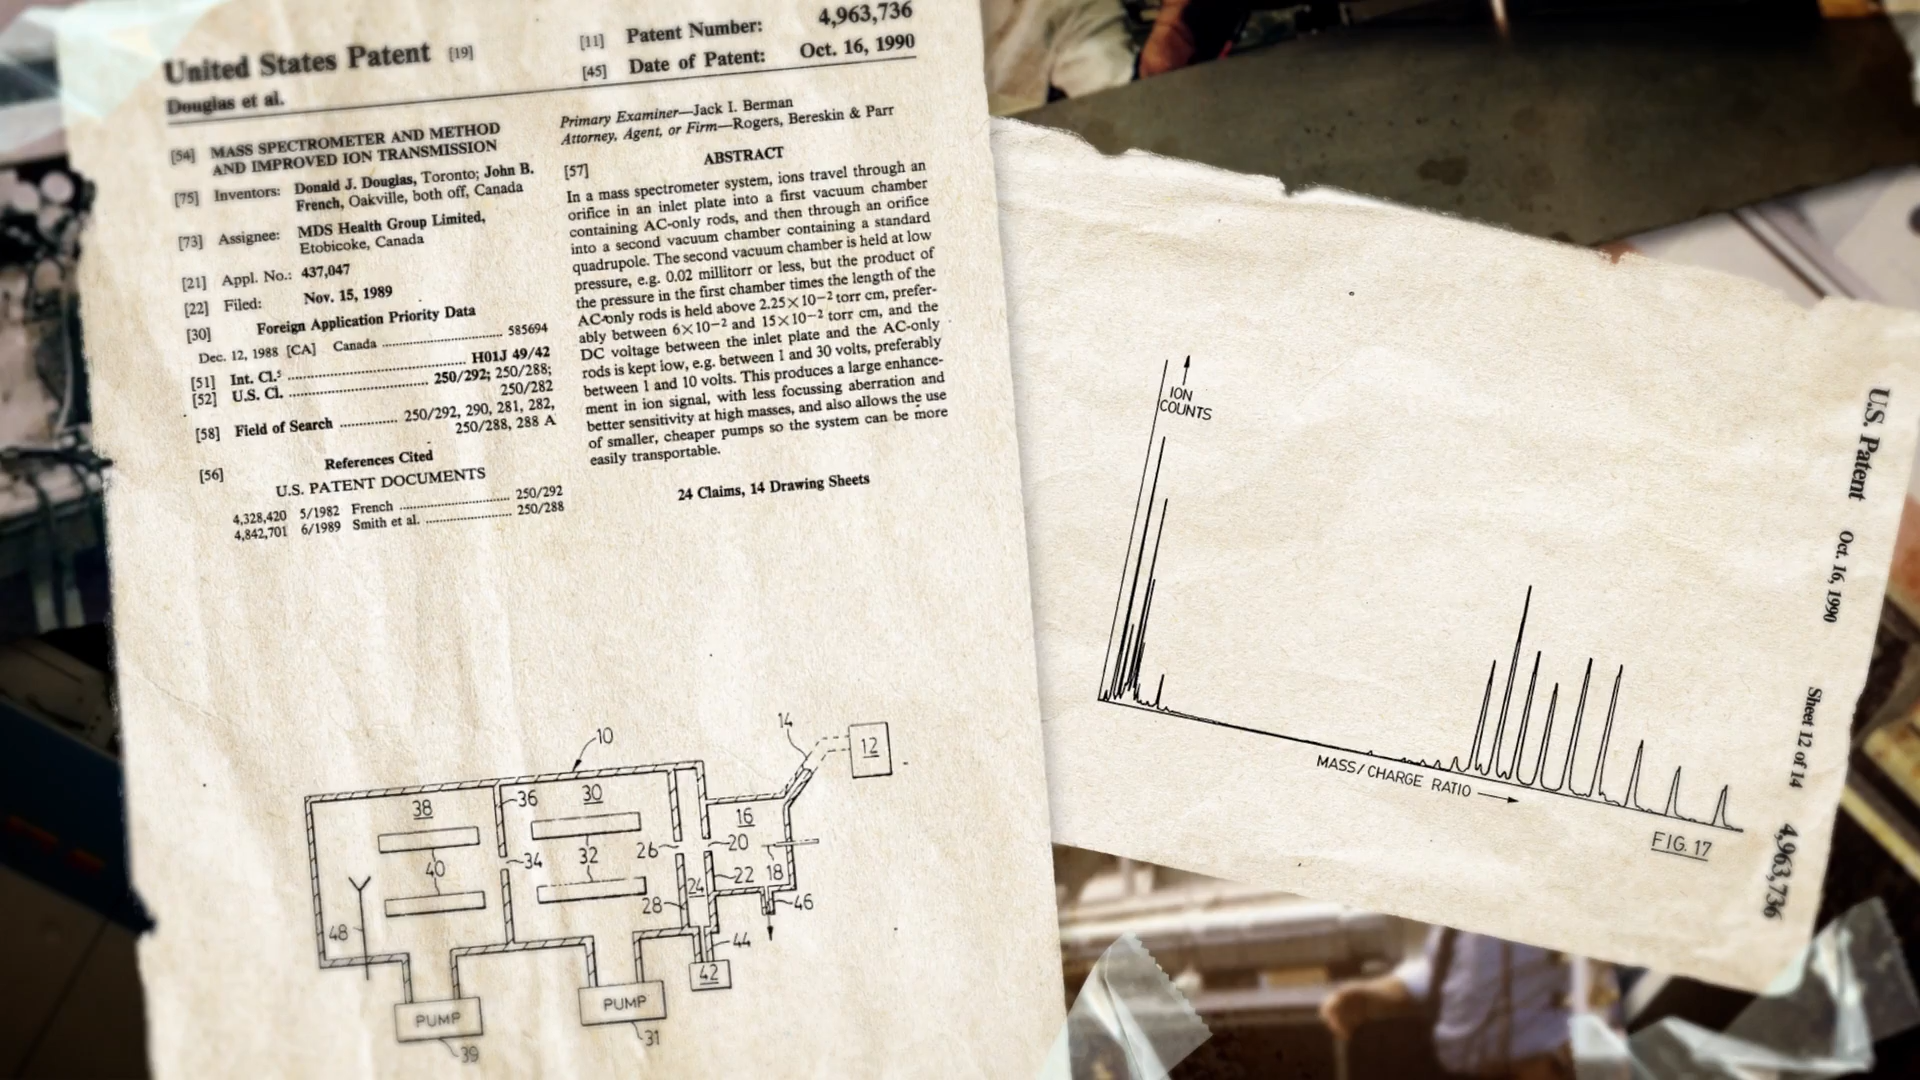 United States Patent [19]
Douglas et al.
[11] Patent Number: 4,963,736
[45] Date of Patent: Oct. 16, 1990
[54] MASS SPECTROMETER AND METHOD
AND IMPROVED ION TRANSMISSION
[75] Inventors: Donald J. Douglas, Toronto; John B.
French, Oakville, both off, Canada
[73] Assignee: MDS Health Group Limited,
Etobicoke, Canada
[21] Appl. No.: 437,047
[22] Filed: Nov. 15, 1989
[30] Foreign Application Priority Data
Dec. 12, 1988 [CA] Canada .......................... 585694
[51] Int. Cl.⁵ ........................................ H01J 49/42
[52] U.S. Cl. ................................ 250/292; 250/288;
250/282
[58] Field of Search .............. 250/292, 290, 281, 282,
250/288, 288 A
[56] References Cited
U.S. PATENT DOCUMENTS
4,328,420 5/1982 French .......................... 250/292
4,842,701 6/1989 Smith et al. .................... 250/288
Primary Examiner—Jack I. Berman
Attorney, Agent, or Firm—Rogers, Bereskin & Parr
[57] ABSTRACT
In a mass spectrometer system, ions travel through an
orifice in an inlet plate into a first vacuum chamber
containing AC-only rods, and then through an orifice
into a second vacuum chamber containing a standard
quadrupole. The second vacuum chamber is held at low
pressure, e.g. 0.02 millitorr or less, but the product of
the pressure in the first chamber times the length of the
AC-only rods is held above 2.25×10⁻² torr cm, prefer-
ably between 6×10⁻² and 15×10⁻² torr cm, and the
DC voltage between the inlet plate and the AC-only
rods is kept low, e.g. between 1 and 30 volts, preferably
between 1 and 10 volts. This produces a large enhance-
ment in ion signal, with less focussing aberration and
better sensitivity at high masses, and also allows the use
of smaller, cheaper pumps so the system can be more
easily transportable.
24 Claims, 14 Drawing Sheets
10
14
12
38
36
30
16
34
32
26
20
40
22
18
24
28
46
48
44
42
PUMP
PUMP
31
39
ION
COUNTS
MASS/CHARGE RATIO
FIG. 17
U.S. Patent Oct. 16, 1990 Sheet 12 of 14 4,963,736